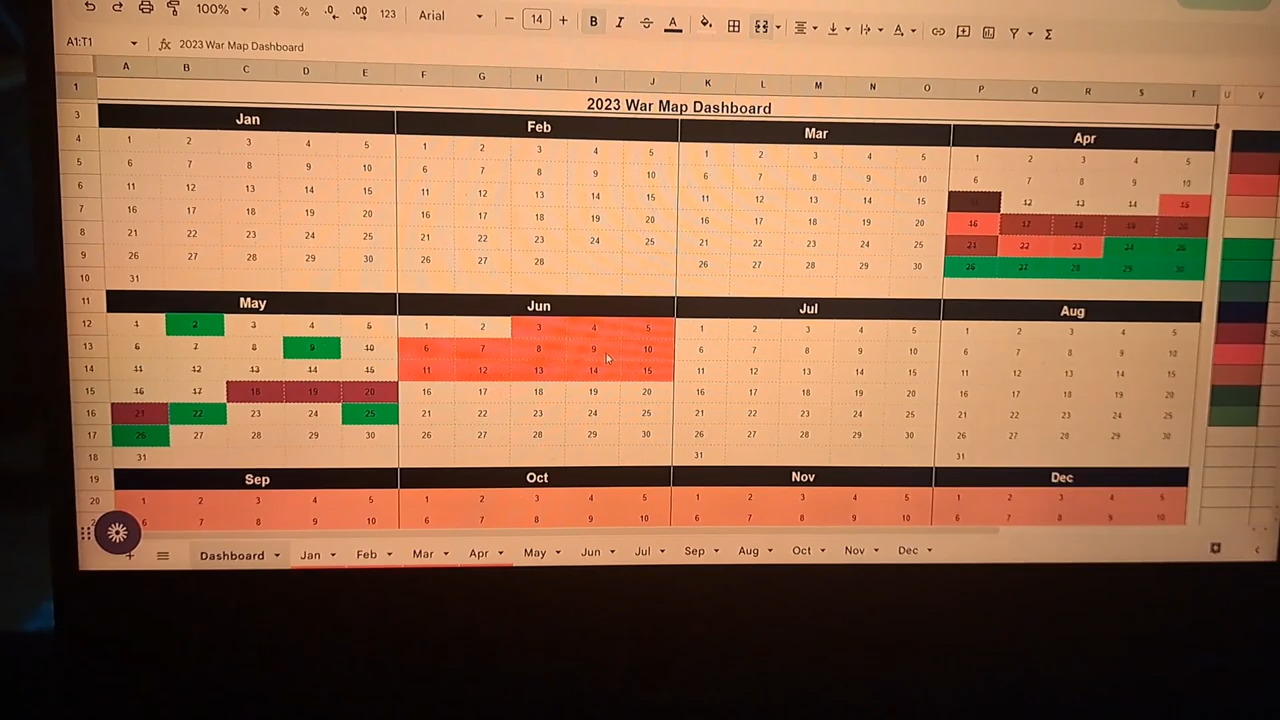 100% $ % .0 .00 123 Arial − 14 + B I S A Σ
A1:T1 fx 2023 War Map Dashboard
A B C D E F G H I J K L M N O P Q R S T U V
1 2023 War Map Dashboard
3 Jan Feb Mar Apr
4 1 2 3 4 5 1 2 3 4 5 1 2 3 4 5 1 2 3 4 5
5 6 7 8 9 10 6 7 8 9 10 6 7 8 9 10 6 7 8 9 10
6 11 12 13 14 15 11 12 13 14 15 11 12 13 14 15 12 13 14 15
7 16 17 18 19 20 16 17 18 19 20 16 17 18 19 20 16 17 18 19 20
8 21 22 23 24 25 21 22 23 24 25 21 22 23 24 25 21 22 23 24 25
9 26 27 28 29 30 26 27 28 26 27 28 29 30 26 27 28 29 30
10 31
11 May Jun Jul Aug
12 1 2 3 4 5 1 2 3 4 5 1 2 3 4 5 1 2 3 4 5
13 6 7 8 9 10 6 7 8 9 10 6 7 8 9 10 6 7 8 9 10
14 11 12 13 14 15 11 12 13 14 15 11 12 13 14 15 11 12 13 14 15
15 16 17 18 19 20 16 17 18 19 20 16 17 18 19 20 16 17 18 19 20
16 21 22 23 24 25 21 22 23 24 25 21 22 23 24 25 21 22 23 24 25
17 26 27 28 29 30 26 27 28 29 30 26 27 28 29 30 26 27 28 29 30
18 31 31 31
19 Sep Oct Nov Dec
20 1 2 3 4 5 1 2 3 4 5 1 2 3 4 5 1 2 3 4 5
6 7 8 9 10 6 7 8 9 10 6 7 8 9 10 6 7 8 9 10
+ Dashboard Jan Feb Mar Apr May Jun Jul Sep Aug Oct Nov Dec